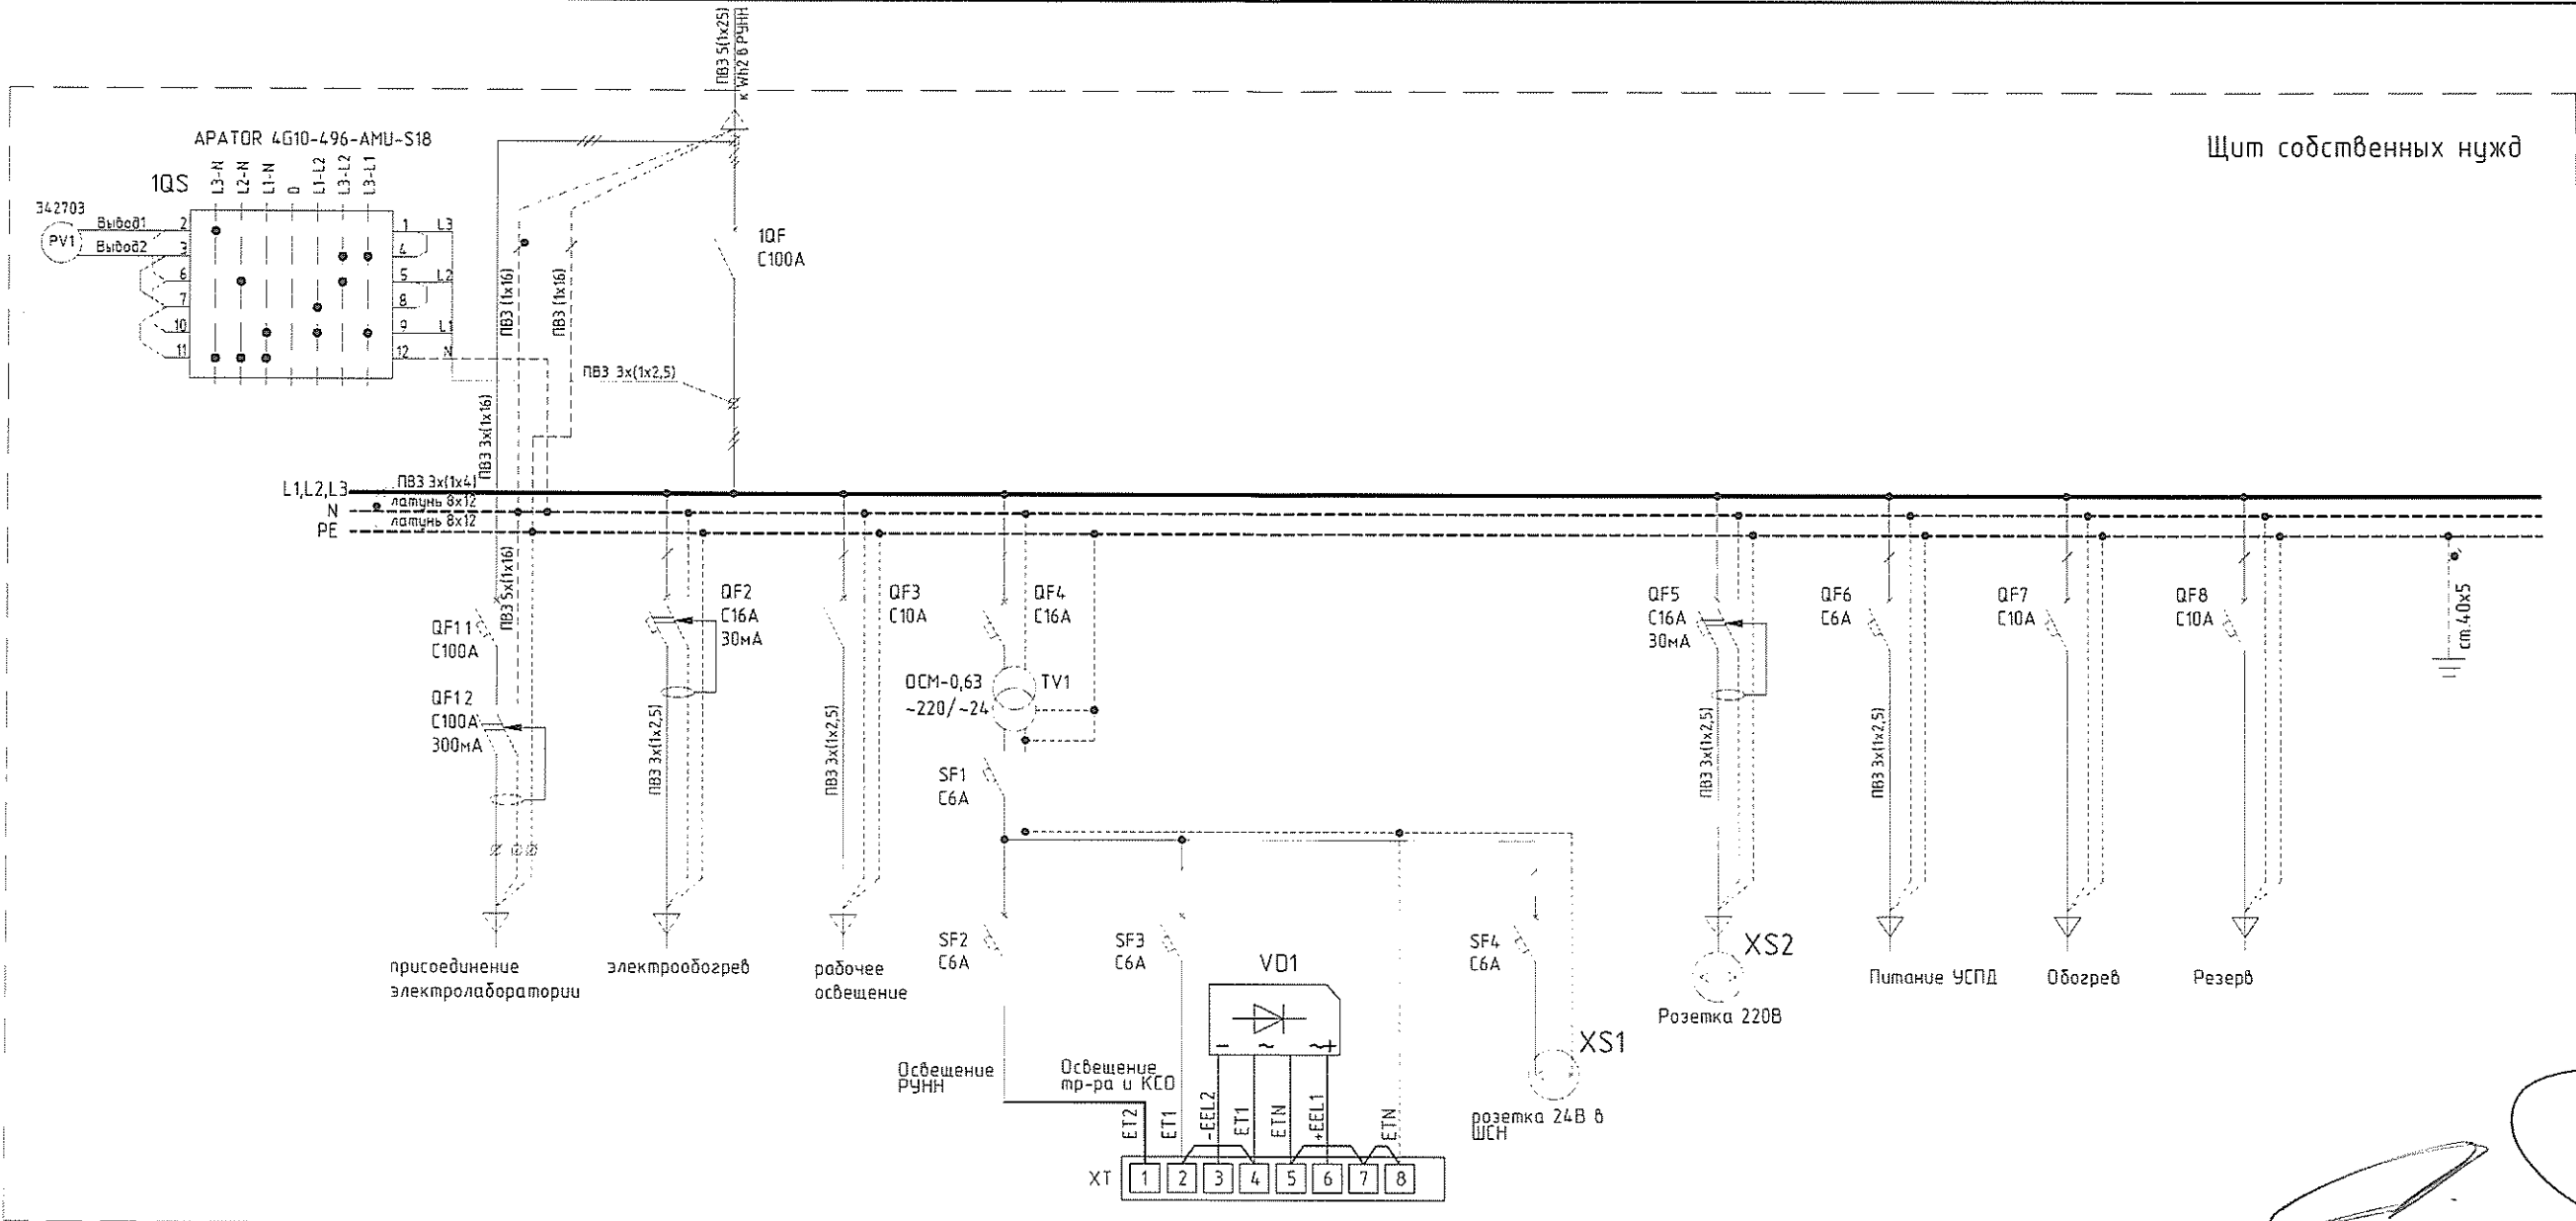 ПВ3 5(1х25)
к Wh2 в РУНН
Щит собственных нужд
APATOR 4G10-496-AMU-S18
1QS
L3-N
L2-N
L1-N
0
L1-L2
L3-L2
L3-L1
342703
PV1
Вывод1
Вывод2
2
3
6
7
10
11
1
4
5
8
9
12
L3
L2
L1
N
ПВ3 (1х16)
ПВ3 (1х16)
1QF
C100A
ПВ3 3х(1х2,5)
ПВ3 3х(1х16)
L1,L2,L3
N
PE
ПВ3 3х(1х4)
латунь 8х12
латунь 8х12
ПВ3 5х(1х16)
QF11
C100A
QF12
C100A
300мА
QF2
C16A
30мА
QF3
C10A
QF4
C16A
ОСМ-0,63
~220/~24
TV1
SF1
C6A
QF5
C16A
30мА
QF6
C6A
QF7
C10A
QF8
C10A
ст.40х5
ПВ3 3х(1х2,5)
ПВ3 3х(1х2,5)
ПВ3 3х(1х2,5)
ПВ3 3х(1х2,5)
присоединение
электролаборатории
электрообогрев
рабочее
освещение
SF2
C6A
SF3
C6A
VD1
SF4
C6A
XS2
Розетка 220В
Питание УСПД
Обогрев
Резерв
− ~ ~ +
Освещение
РУНН
Освещение
тр-ра и КСО
XS1
розетка 24В в
ШСН
ET2
ET1
-EEL2
ET1
ETN
+EEL1
ETN
XT
1 2 3 4 5 6 7 8